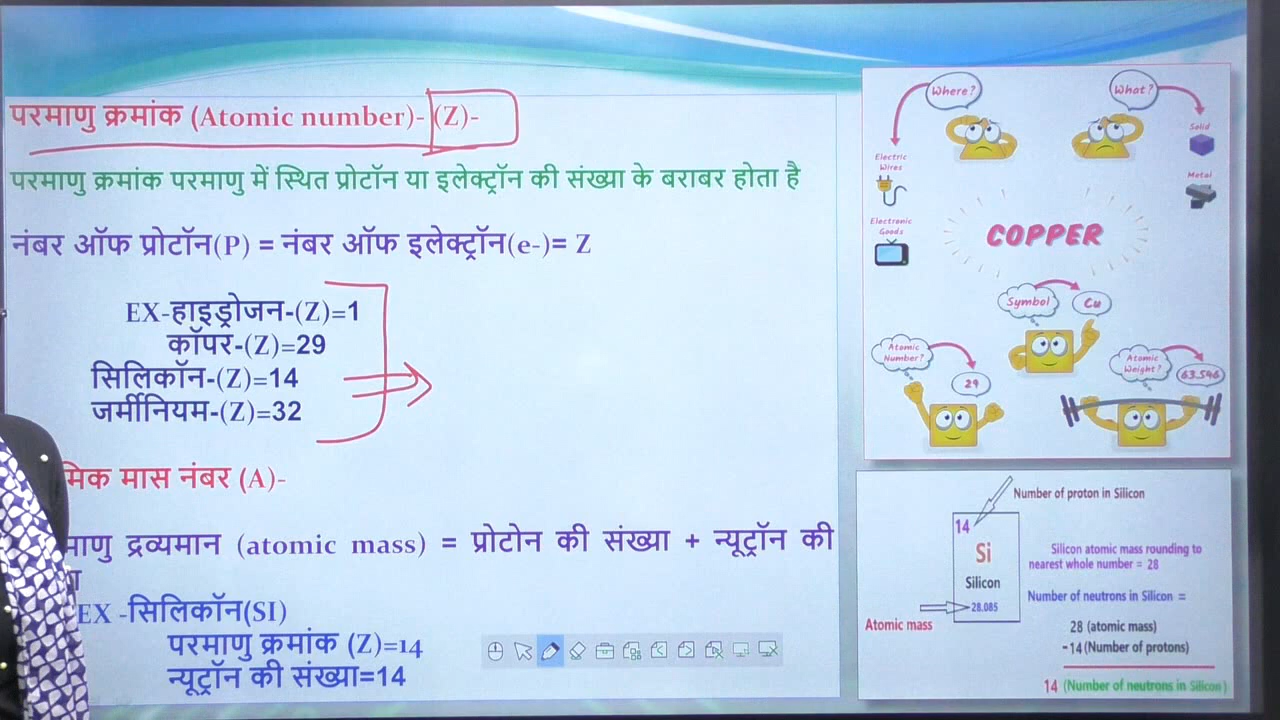 परमाणु क्रमांक (Atomic number)- (Z)-
परमाणु क्रमांक परमाणु में स्थित प्रोटॉन या इलेक्ट्रॉन की संख्या के बराबर होता है
नंबर ऑफ प्रोटॉन(P) = नंबर ऑफ इलेक्ट्रॉन(e-)= Z
EX-हाइड्रोजन-(Z)=1
कॉपर-(Z)=29
सिलिकॉन-(Z)=14
जर्मीनियम-(Z)=32
मिक मास नंबर (A)-
माणु द्रव्यमान (atomic mass) = प्रोटोन की संख्या + न्यूट्रॉन की
EX -सिलिकॉन(SI)
परमाणु क्रमांक (Z)=14
न्यूट्रॉन की संख्या=14
Where?
What?
Electric
Wires
Solid
Metal
Electronic
Goods
COPPER
Symbol
Cu
Atomic
Number?
29
Atomic
Weight?
63.546
Number of proton in Silicon
14
Si
Silicon
28.085
Atomic mass
Silicon atomic mass rounding to
nearest whole number = 28
Number of neutrons in Silicon =
28 (atomic mass)
-14 (Number of protons)
14 (Number of neutrons in Silicon)